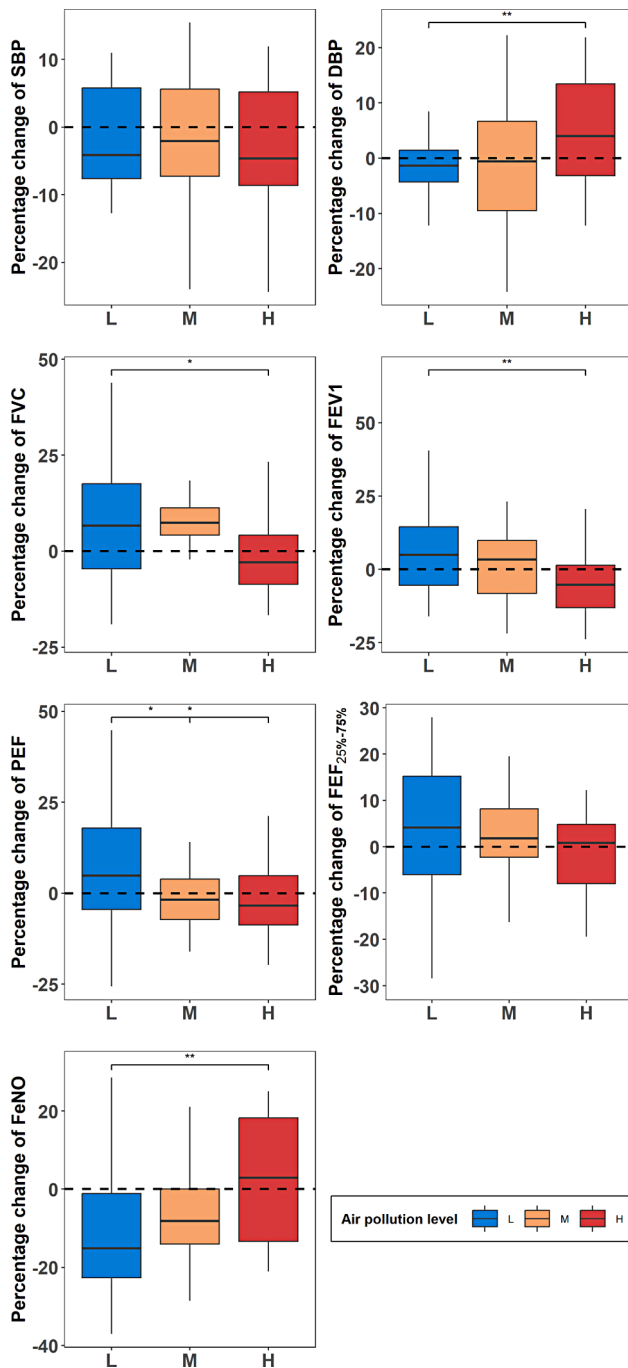 Percentage change of SBP
10
0
-10
-20
L M H
Percentage change of DBP
**
20
10
0
-10
-20
L M H
Percentage change of FVC
*
50
25
0
-25
L M H
Percentage change of FEV1
**
50
25
0
-25
L M H
Percentage change of PEF
* *
50
25
0
-25
L M H
Percentage change of FEF25%-75%
30
20
10
0
-10
-20
-30
L M H
Percentage change of FeNO
**
20
0
-20
-40
L M H
Air pollution level L M H